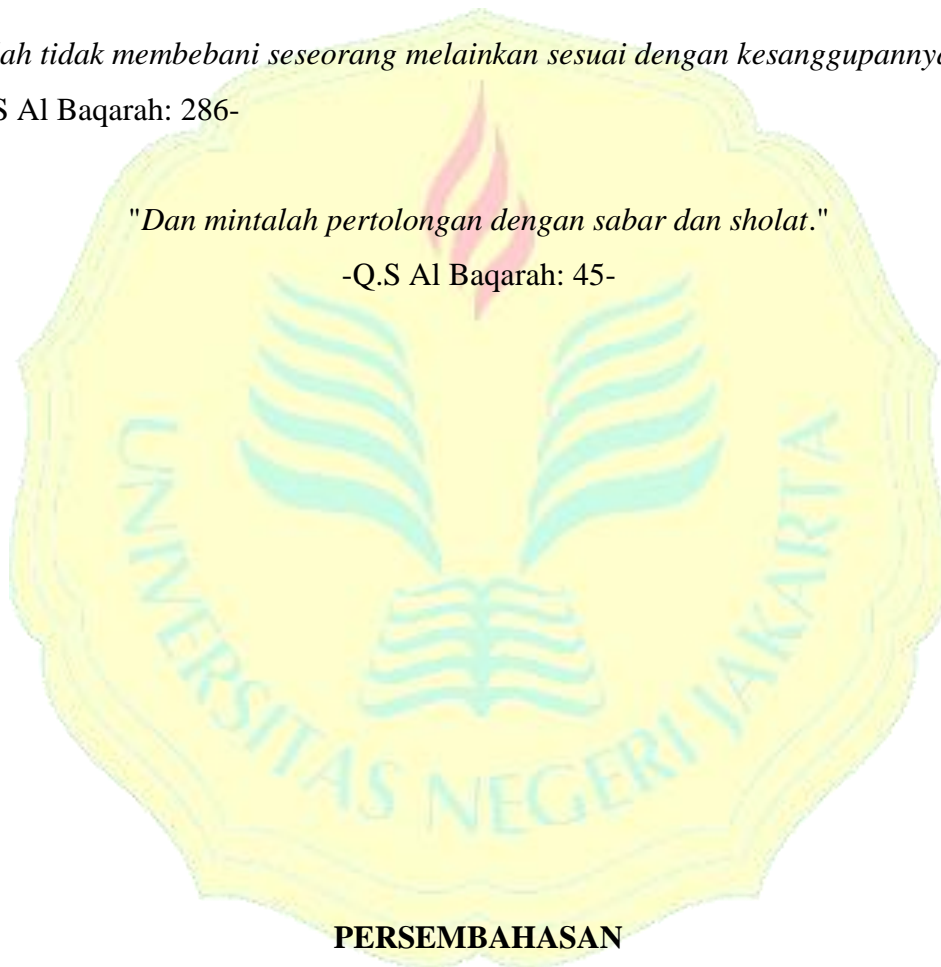 lah tidak membebani seseorang melainkan sesuai dengan kesanggupannya
S Al Baqarah: 286-
"Dan mintalah pertolongan dengan sabar dan sholat."
-Q.S Al Baqarah: 45-
UNIVERSITAS NEGERI JAKARTA
PERSEMBAHASAN